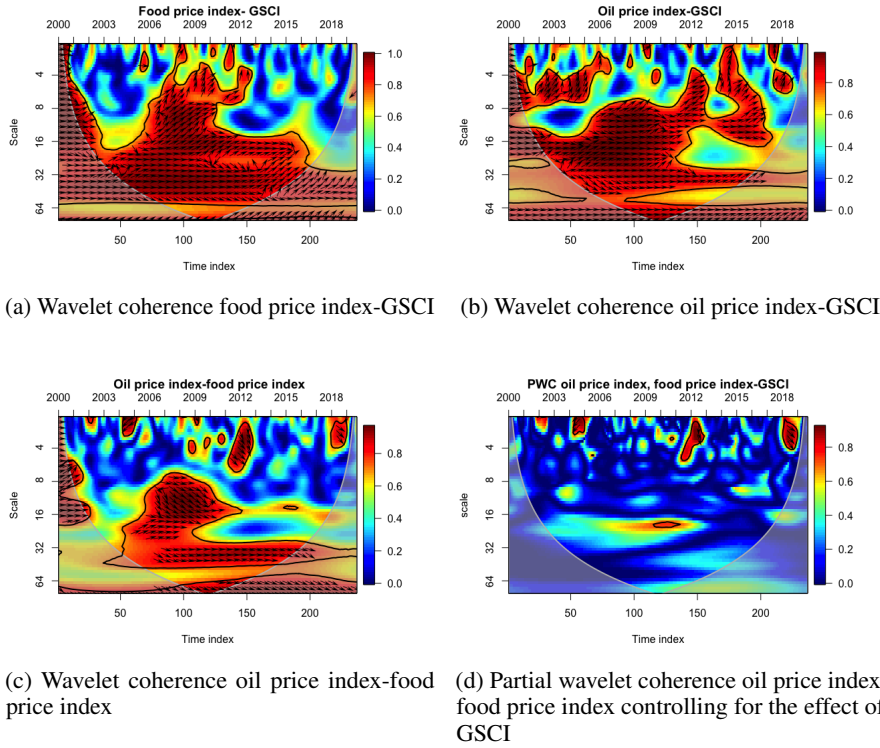 Food price index- GSCI
2000 2003 2006 2009 2012 2015 2018
Scale
4
8
16
32
64
50 100 150 200
Time index
1.0
0.8
0.6
0.4
0.2
0.0
(a) Wavelet coherence food price index-GSCI
Oil price index-GSCI
2000 2003 2006 2009 2012 2015 2018
Scale
4
8
16
32
64
50 100 150 200
Time index
0.8
0.6
0.4
0.2
0.0
(b) Wavelet coherence oil price index-GSCI
Oil price index-food price index
2000 2003 2006 2009 2012 2015 2018
Scale
4
8
16
32
64
50 100 150 200
Time index
0.8
0.6
0.4
0.2
0.0
(c) Wavelet coherence oil price index-food
price index
PWC oil price index, food price index-GSCI
2000 2003 2006 2009 2012 2015 2018
scale
4
8
16
32
64
50 100 150 200
Time index
0.8
0.6
0.4
0.2
0.0
(d) Partial wavelet coherence oil price index
food price index controlling for the effect of
GSCI